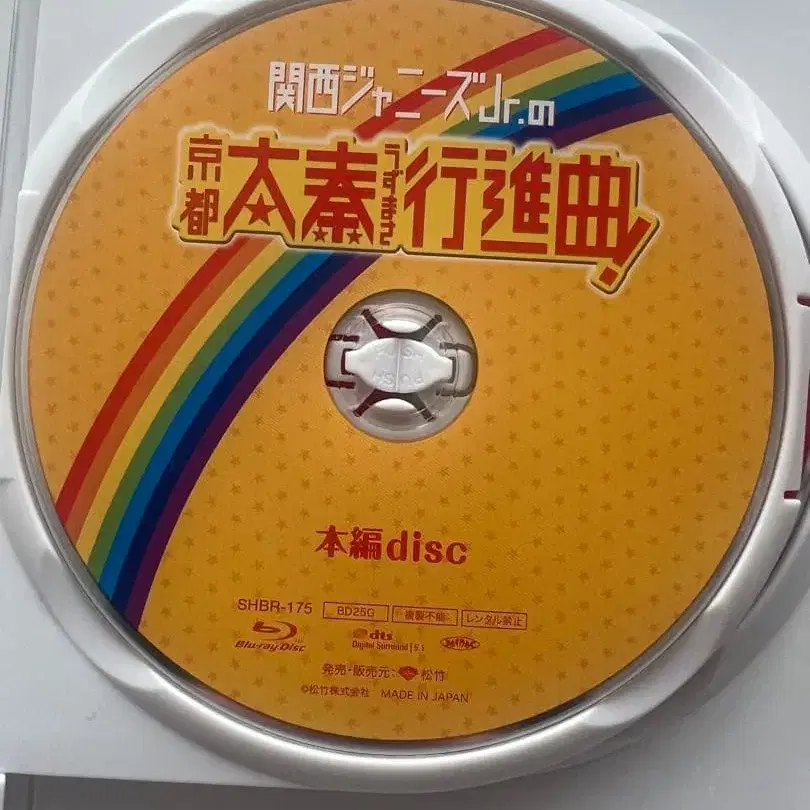 関西ジャニーズJr.の
京都太秦行進曲!
うずまさ
PUSH
本編disc
SHBR-175 BD25G 複製不能 レンタル禁止
Blu-ray Disc dts
Digital Surround | 5.1
発売・販売元: 松竹
©松竹株式会社 MADE IN JAPAN